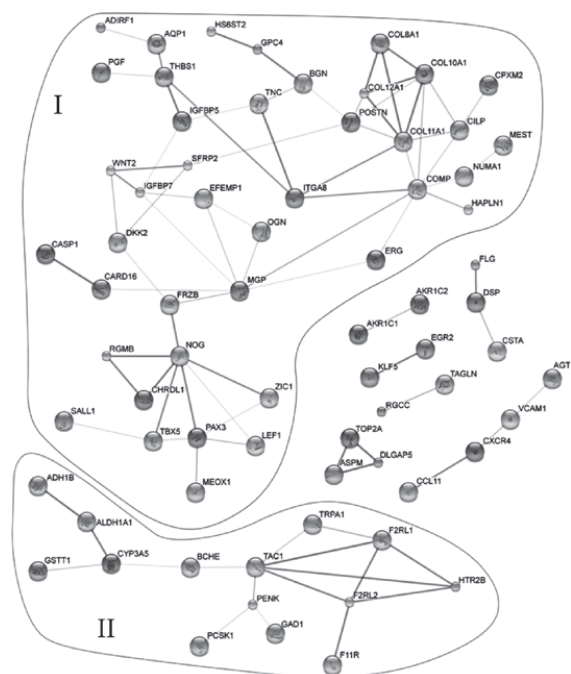 ADIRF1
HS6ST2
AQP1
GPC4
COL8A1
PGF
THBS1
BGN
COL10A1
I
TNC
COL12A1
CPXM2
IGFBP5
POSTN
CILP
COL11A1
MEST
SFRP2
WNT2
NUMA1
IGFBP7
EFEMP1
ITGA8
COMP
HAPLN1
OGN
DKK2
CASP1
ERG
FLG
CARD16
MGP
AKR1C2
DSP
FRZB
AKR1C1
EGR2
CSTA
RGMB
NOG
KLF5
TAGLN
AGT
CHRDL1
ZIC1
RGCC
VCAM1
SALL1
TOP2A
TBX5
PAX3
LEF1
CXCR4
ASPM
DLGAP5
MEOX1
CCL11
ADH1B
TRPA1
ALDH1A1
F2RL1
GSTT1
CYP3A5
BCHE
TAC1
HTR2B
II
PENK
F2RL2
PCSK1
GAD1
F11R